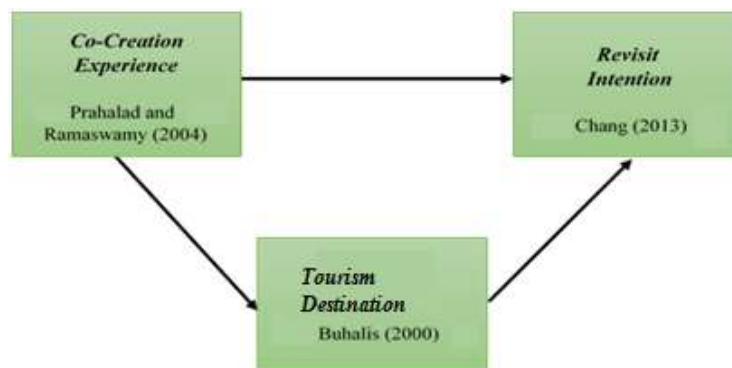 Co-Creation
Experience
Prahalad and
Ramaswamy (2004)
Revisit
Intention
Chang (2013)
Tourism
Destination
Buhalis (2000)